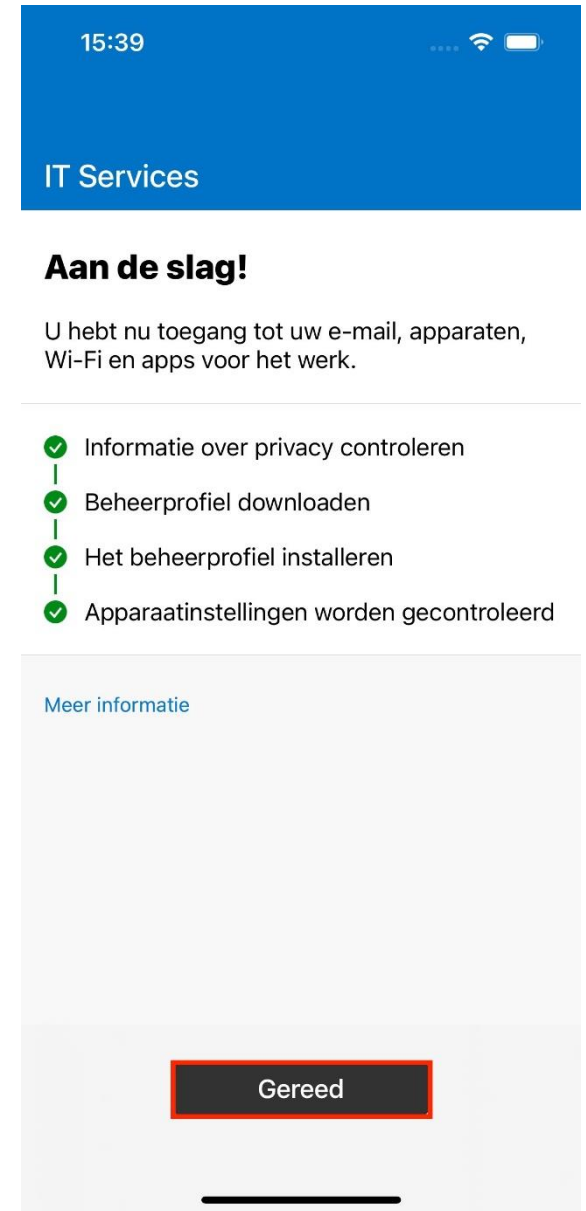 15:39
IT Services
Aan de slag!
U hebt nu toegang tot uw e-mail, apparaten,
Wi-Fi en apps voor het werk.
Informatie over privacy controleren
Beheerprofiel downloaden
Het beheerprofiel installeren
Apparaatinstellingen worden gecontroleerd
Meer informatie
Gereed